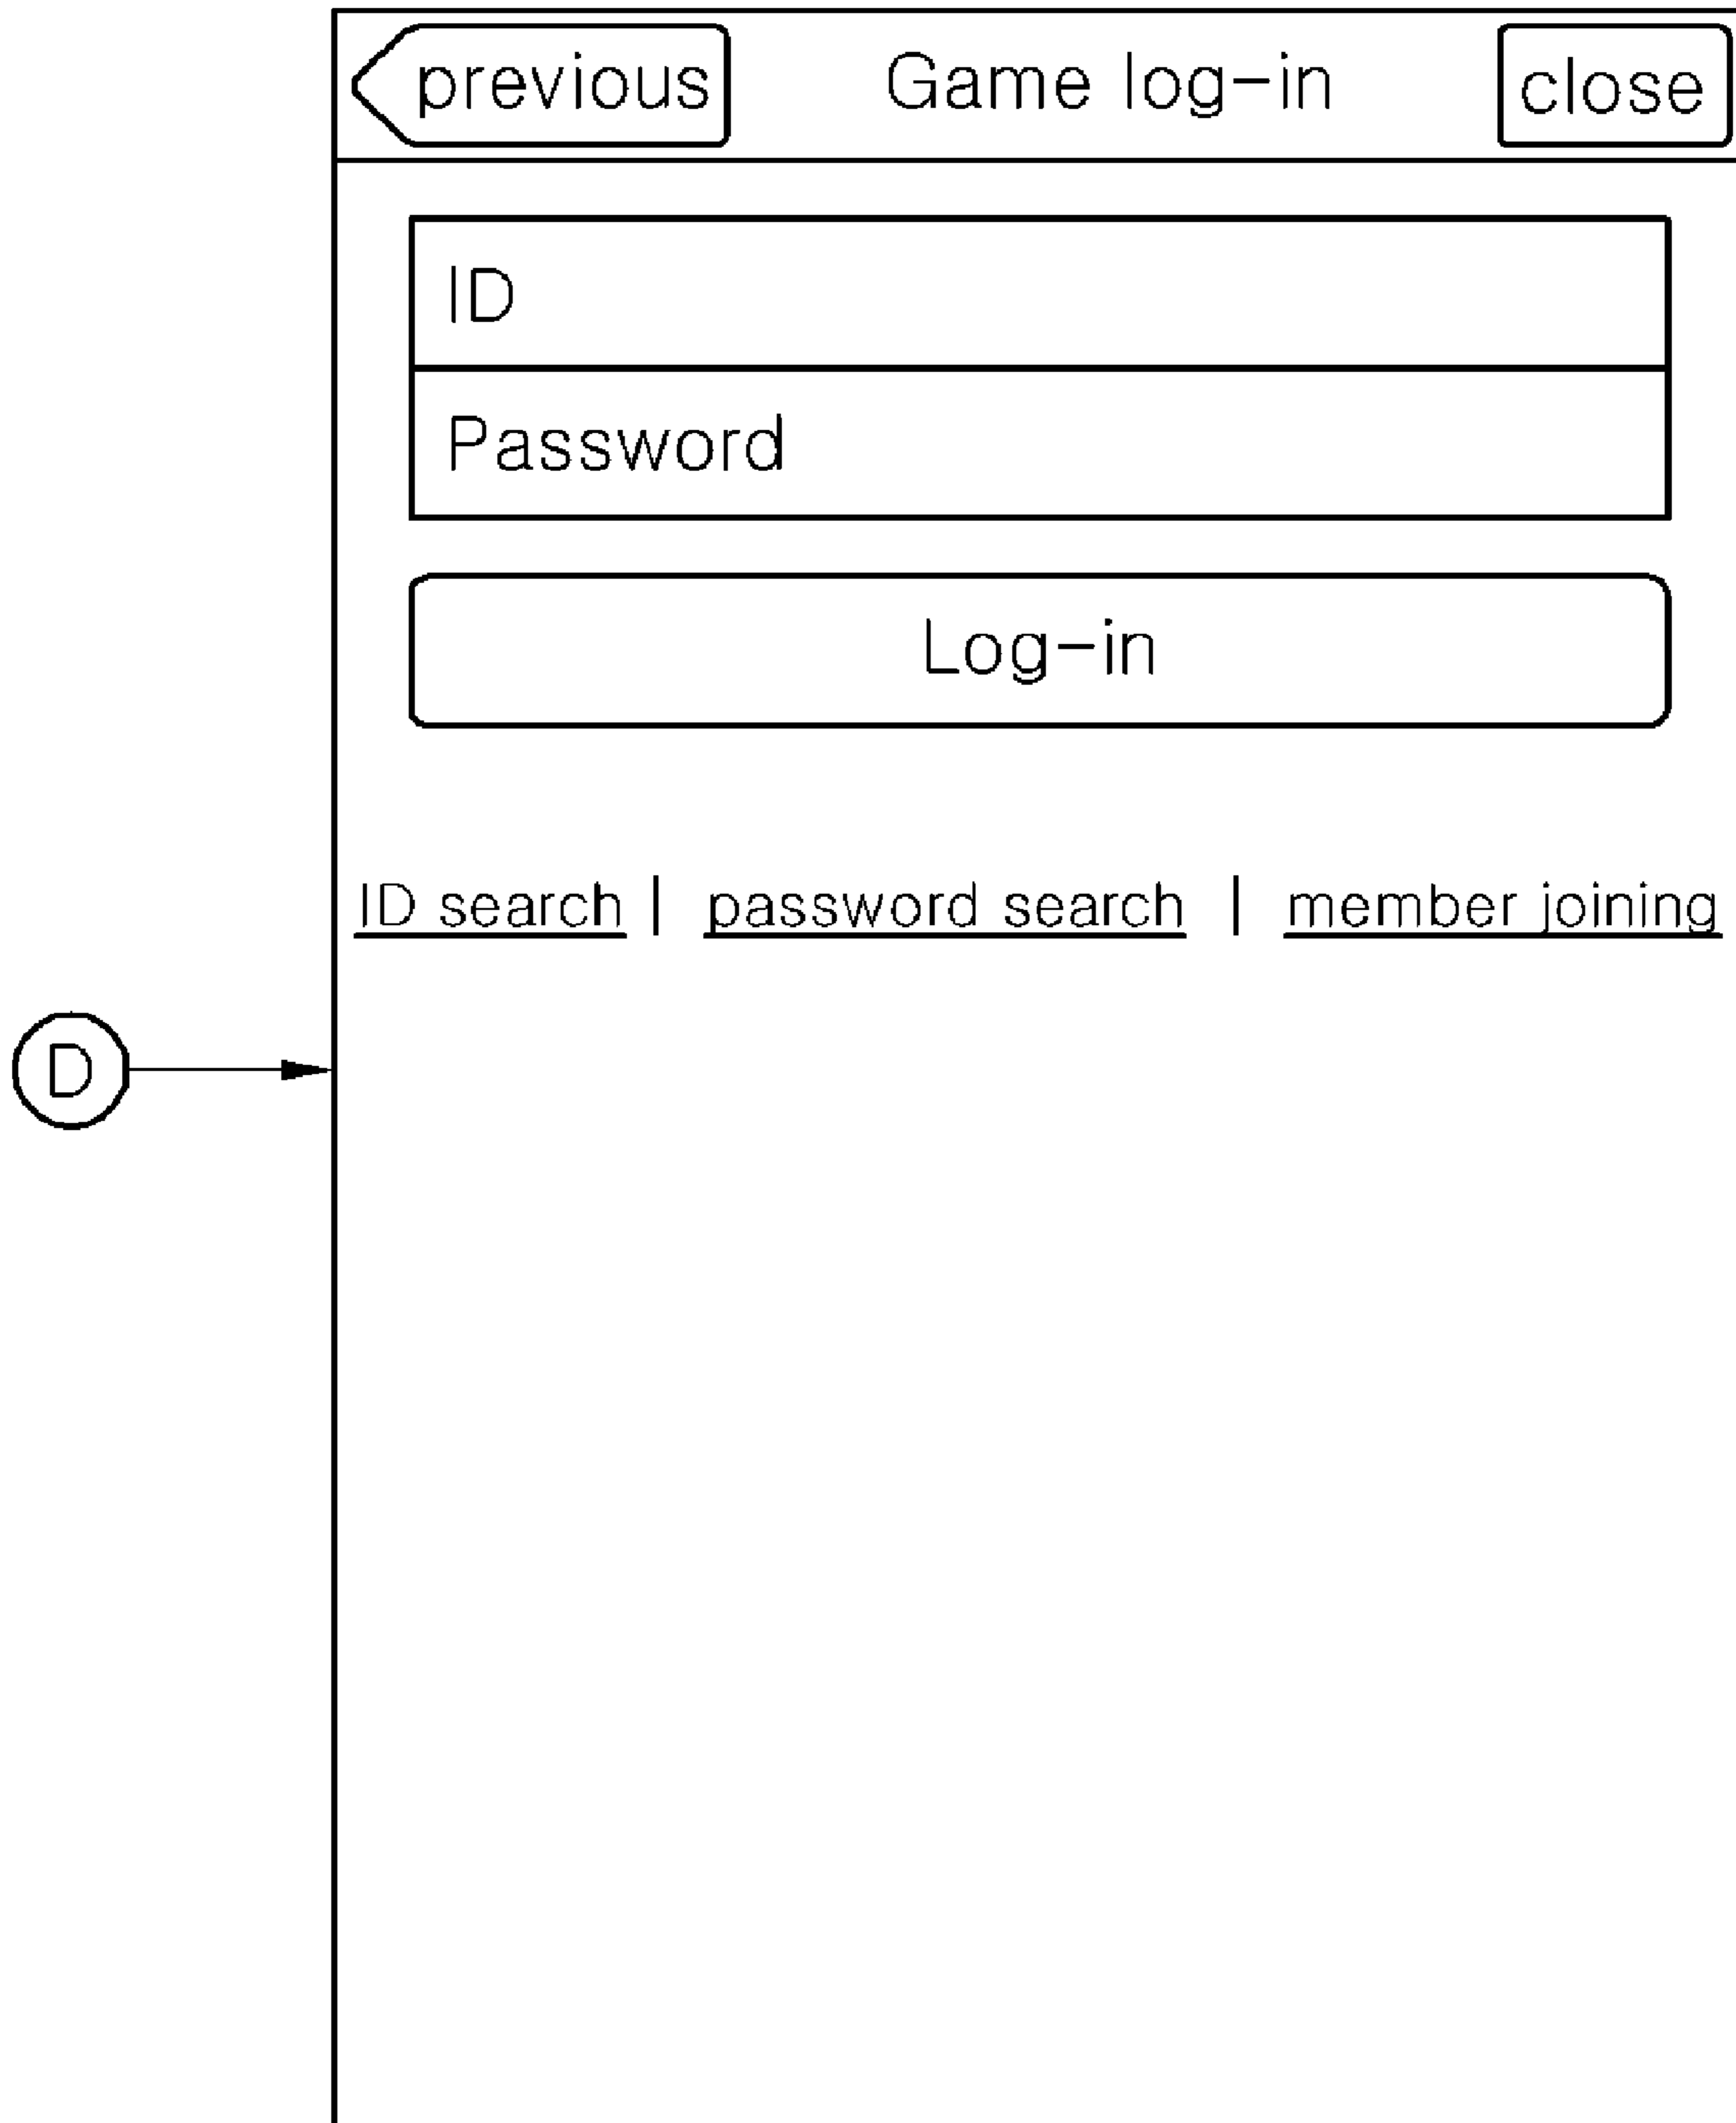 previous Game log-in close
ID
Password
Log-in
ID search | password search | member joining
D